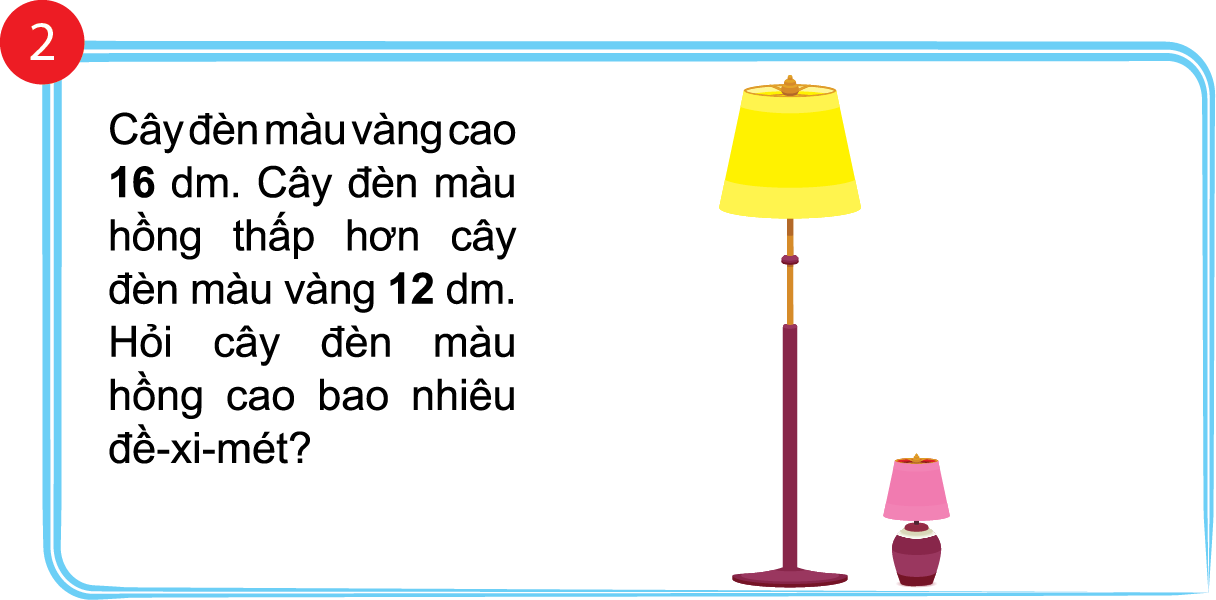 2
Cây đèn màu vàng cao
16 dm. Cây đèn màu
hồng thấp hơn cây
đèn màu vàng 12 dm.
Hỏi cây đèn màu
hồng cao bao nhiêu
đề-xi-mét?